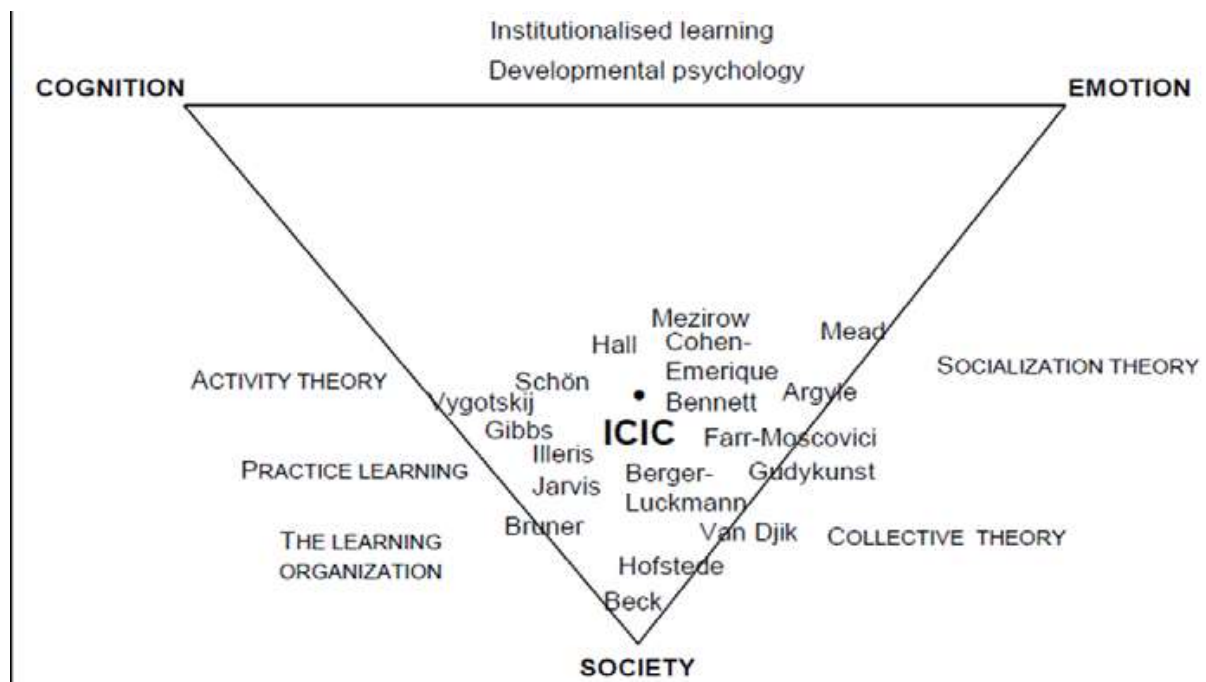 Institutionalised learning
Developmental psychology
COGNITION
EMOTION
Mezirow
Mead
Hall
Cohen-
Emerique
Bennett
SOCIALIZATION THEORY
ACTIVITY THEORY
Schön
Argyle
Vygotskij
Gibbs
ICIC
Farr-Moscovici
Illeris
PRACTICE LEARNING
Jarvis
Berger-
Luckmann
Gudykunst
Bruner
Van Djik
COLLECTIVE THEORY
THE LEARNING
ORGANIZATION
Hofstede
Beck
SOCIETY